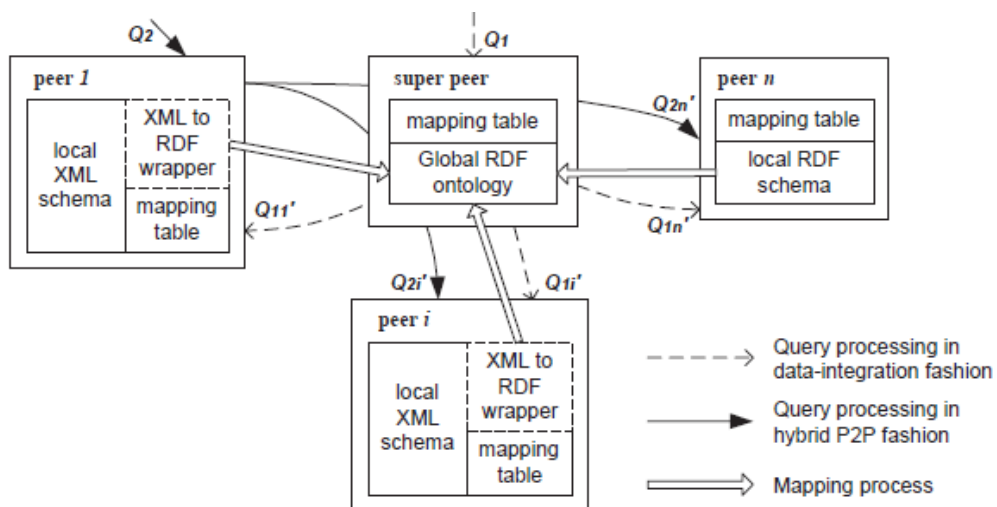 Q2
Q1
peer 1
local
XML
schema
XML to
RDF
wrapper
mapping
table
super peer
mapping table
Global RDF
ontology
peer n
mapping table
local RDF
schema
Q2n'
Q11'
Q1n'
Q2i'
Q1i'
peer i
local
XML
schema
XML to
RDF
wrapper
mapping
table
Query processing in
data-integration fashion
Query processing in
hybrid P2P fashion
Mapping process